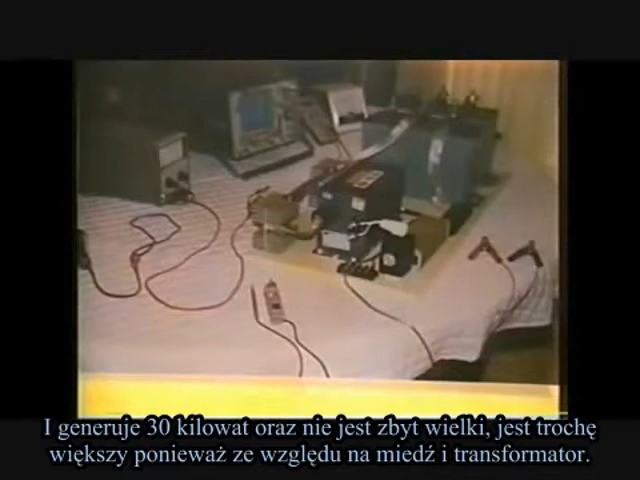 I generuje 30 kilowat oraz nie jest zbyt wielki, jest trochę
większy ponieważ ze względu na miedź i transformator.